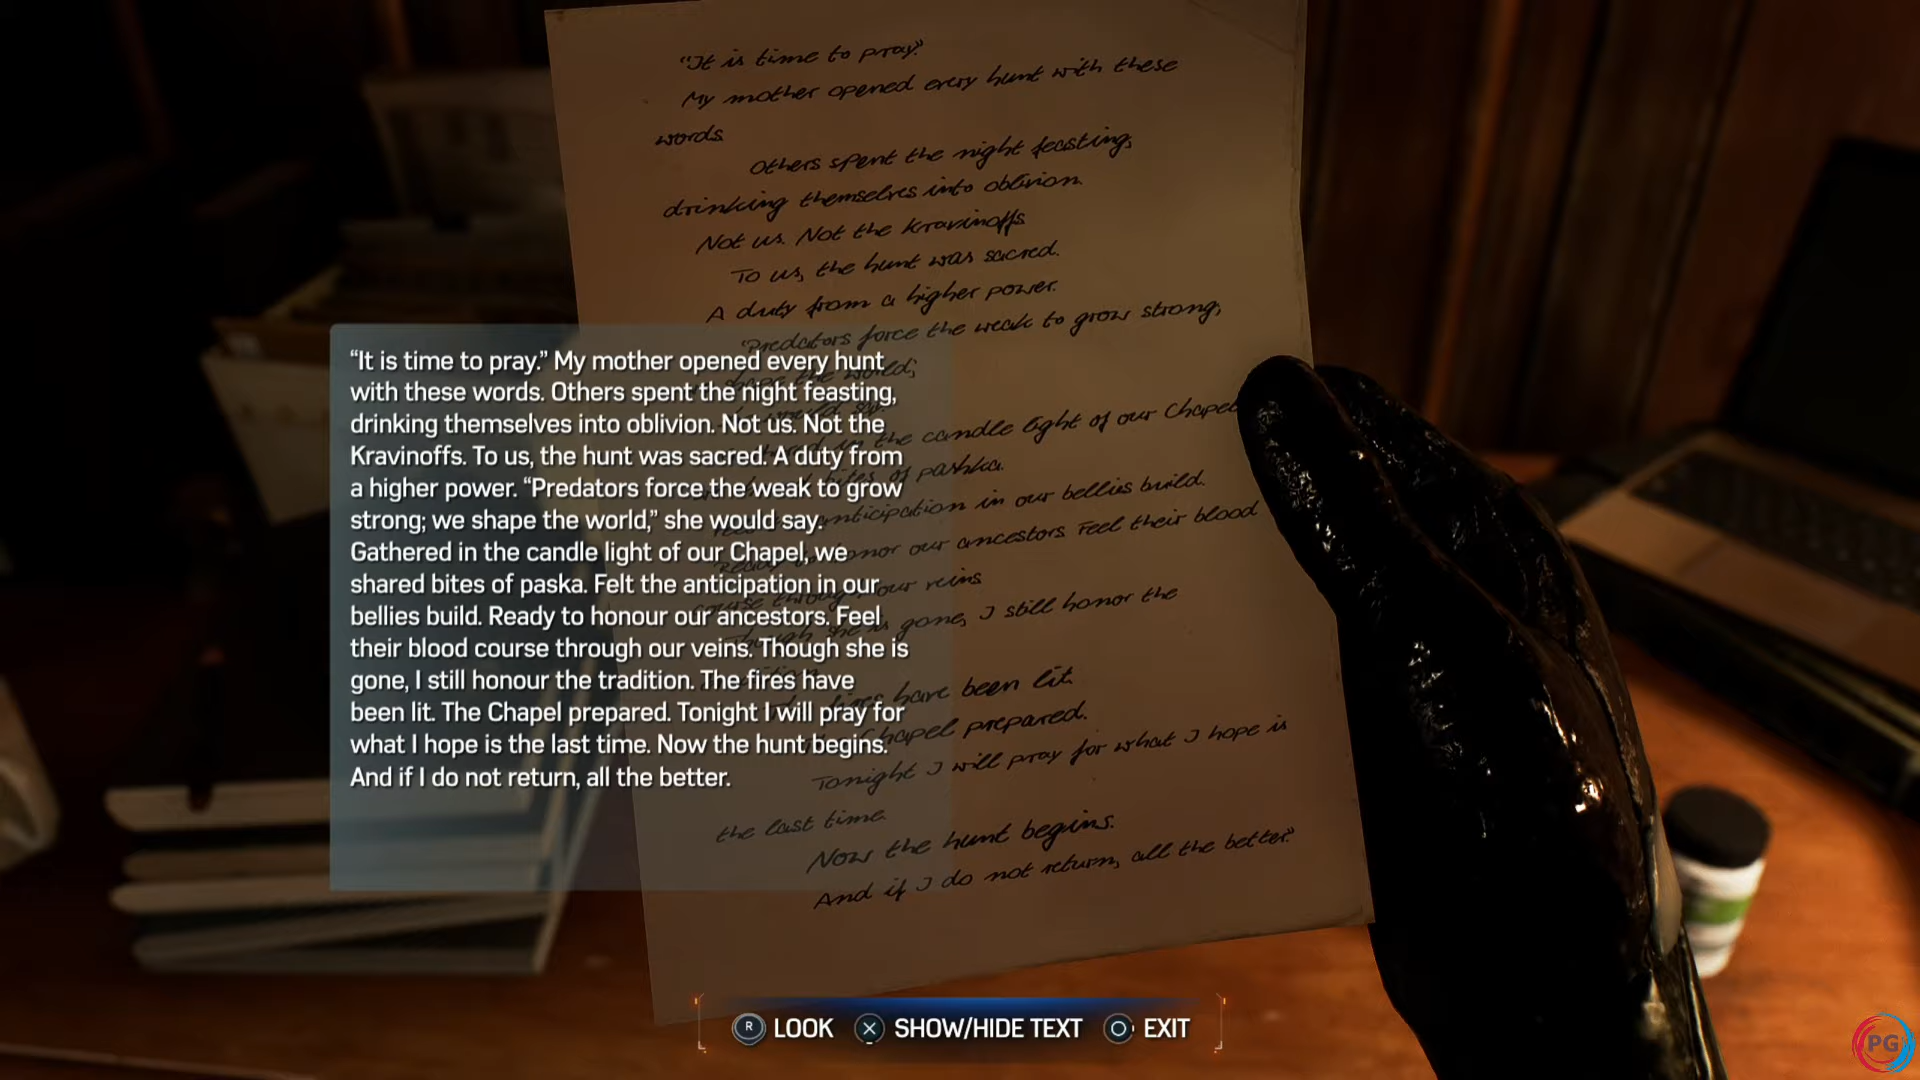 "It is time to pray."
My mother opened every hunt with these
words.
Others spent the night feasting,
drinking themselves into oblivion.
Not us. Not the Kravinoffs
To us, the hunt was sacred.
A duty from a higher power.
"Predators force the weak to grow strong,
the world;
in the candle light of our Chapel
bites of pashka.
anticipation in our bellies build.
honor our ancestors. Feel their blood
course through our veins
gone, I still honor the
fires have been lit.
Chapel prepared.
Tonight I will pray for what I hope is
the last time.
Now the hunt begins.
And if I do not return, all the better."
“It is time to pray.” My mother opened every hunt
with these words. Others spent the night feasting,
drinking themselves into oblivion. Not us. Not the
Kravinoffs. To us, the hunt was sacred. A duty from
a higher power. “Predators force the weak to grow
strong; we shape the world,” she would say.
Gathered in the candle light of our Chapel, we
shared bites of paska. Felt the anticipation in our
bellies build. Ready to honour our ancestors. Feel
their blood course through our veins. Though she is
gone, I still honour the tradition. The fires have
been lit. The Chapel prepared. Tonight I will pray for
what I hope is the last time. Now the hunt begins.
And if I do not return, all the better.
R LOOK SHOW/HIDE TEXT EXIT
PG